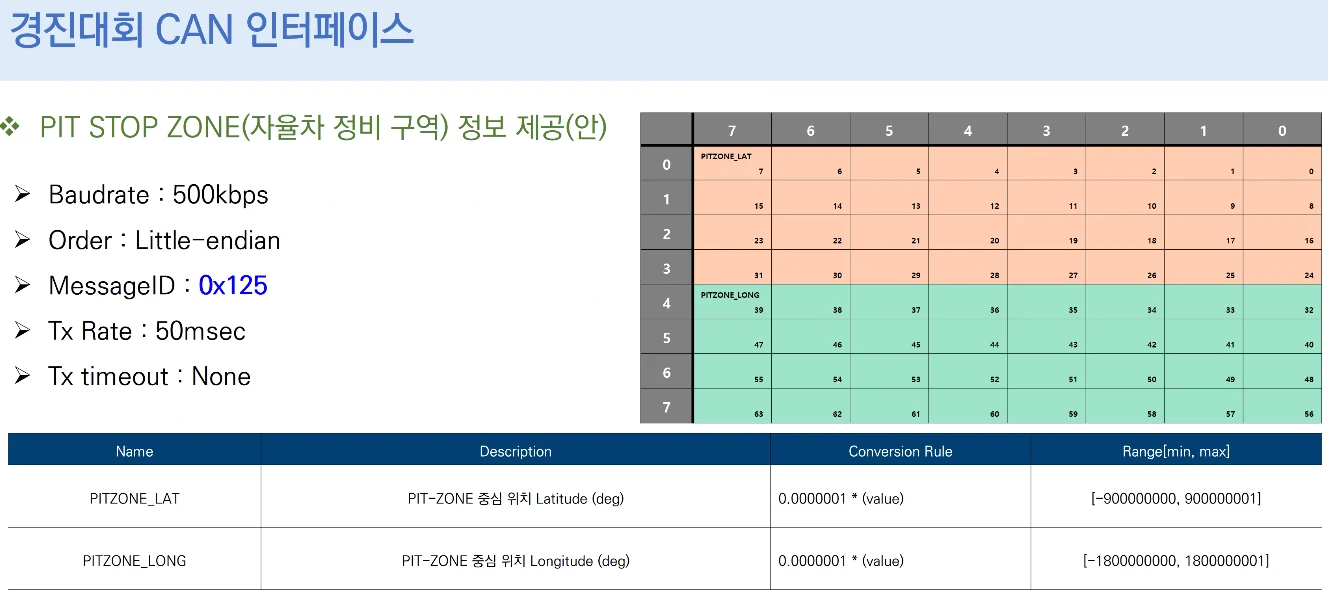 경진대회 CAN 인터페이스
❖ PIT STOP ZONE(자율차 정비 구역) 정보 제공(안)
➢ Baudrate : 500kbps
➢ Order : Little-endian
➢ MessageID : 0x125
➢ Tx Rate : 50msec
➢ Tx timeout : None
7 6 5 4 3 2 1 0
PITZONE_LAT
0 7 6 5 4 3 2 1 0
1 15 14 13 12 11 10 9 8
2 23 22 21 20 19 18 17 16
3 31 30 29 28 27 26 25 24
PITZONE_LONG
4 39 38 37 36 35 34 33 32
5 47 46 45 44 43 42 41 40
6 55 54 53 52 51 50 49 48
7 63 62 61 60 59 58 57 56
Name Description Conversion Rule Range[min, max]
PITZONE_LAT PIT-ZONE 중심 위치 Latitude (deg) 0.0000001 * (value) [-900000000, 900000001]
PITZONE_LONG PIT-ZONE 중심 위치 Longitude (deg) 0.0000001 * (value) [-1800000000, 1800000001]